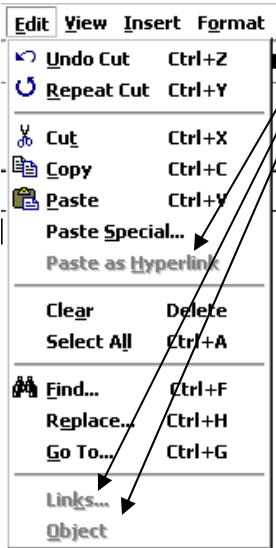 Edit View Insert Format
Undo Cut Ctrl+Z
Repeat Cut Ctrl+Y
Cut Ctrl+X
Copy Ctrl+C
Paste Ctrl+V
Paste Special...
Paste as Hyperlink
Clear Delete
Select All Ctrl+A
Find... Ctrl+F
Replace... Ctrl+H
Go To... Ctrl+G
Links...
Object